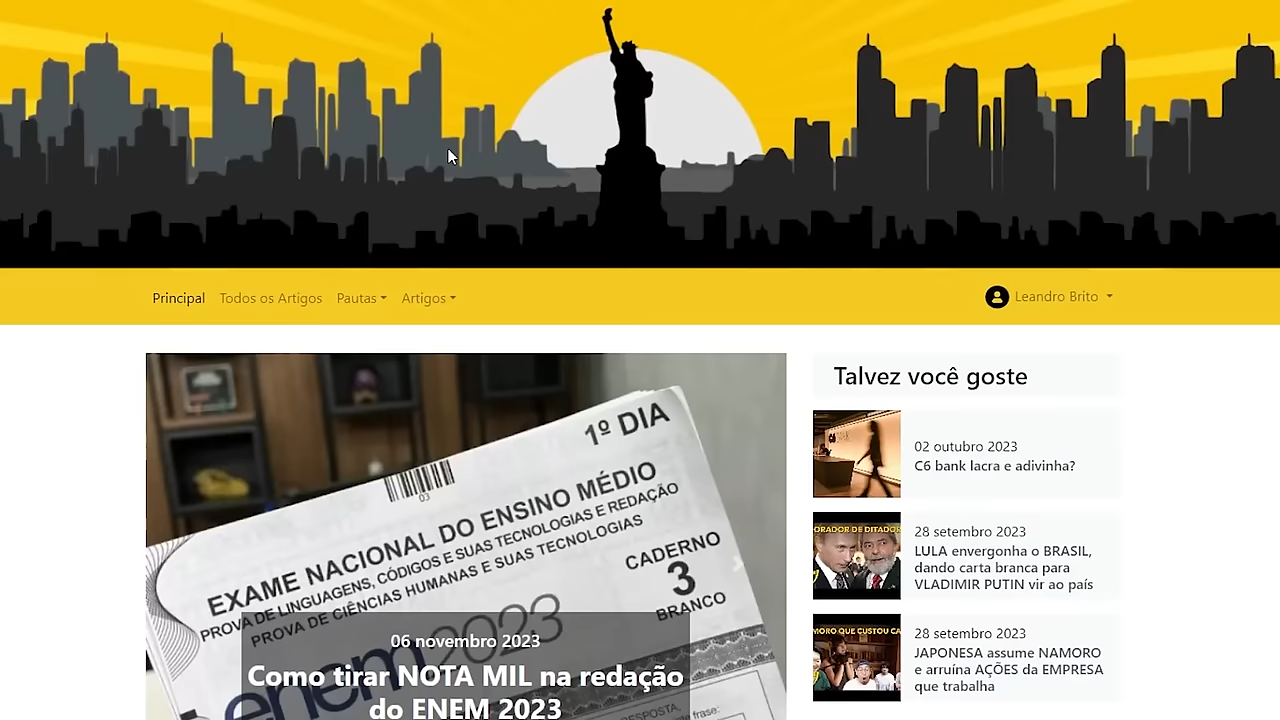 Principal Todos os Artigos Pautas Artigos Leandro Brito
1º DIA
03
EXAME NACIONAL DO ENSINO MÉDIO
PROVA DE LINGUAGENS, CÓDIGOS E SUAS TECNOLOGIAS E REDAÇÃO
PROVA DE CIÊNCIAS HUMANAS E SUAS TECNOLOGIAS
CADERNO
3
BRANCO
enem 2023
06 novembro 2023
Como tirar NOTA MIL na redação
do ENEM 2023
frase:
Talvez você goste
02 outubro 2023
C6 bank lacra e adivinha?
28 setembro 2023
LULA envergonha o BRASIL,
dando carta branca para
VLADIMIR PUTIN vir ao país
28 setembro 2023
JAPONESA assume NAMORO
e arruína AÇÕES da EMPRESA
que trabalha